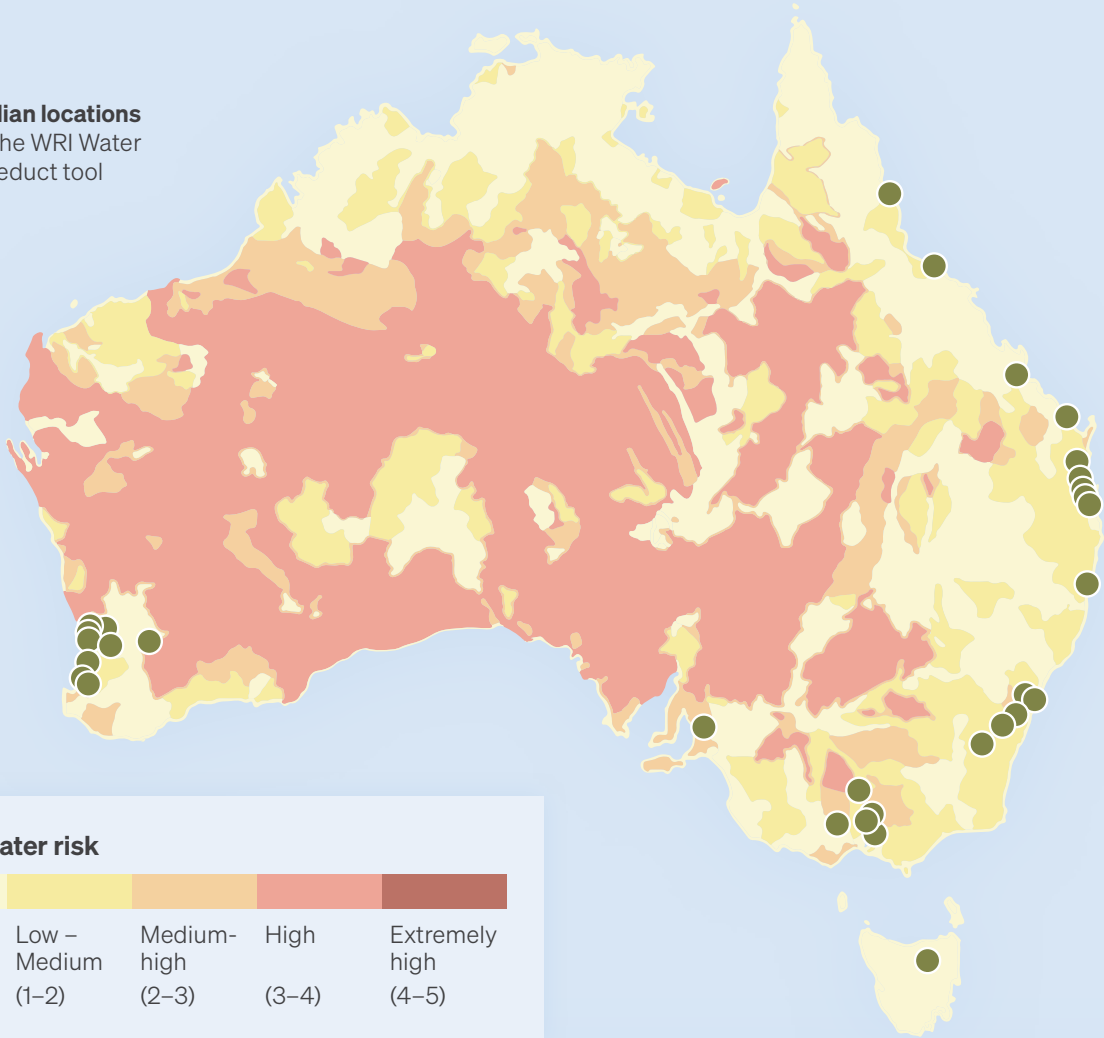 lian locations
he WRI Water
educt tool
ater risk
Low – Medium- High Extremely
Medium high high
(1–2) (2–3) (3–4) (4–5)